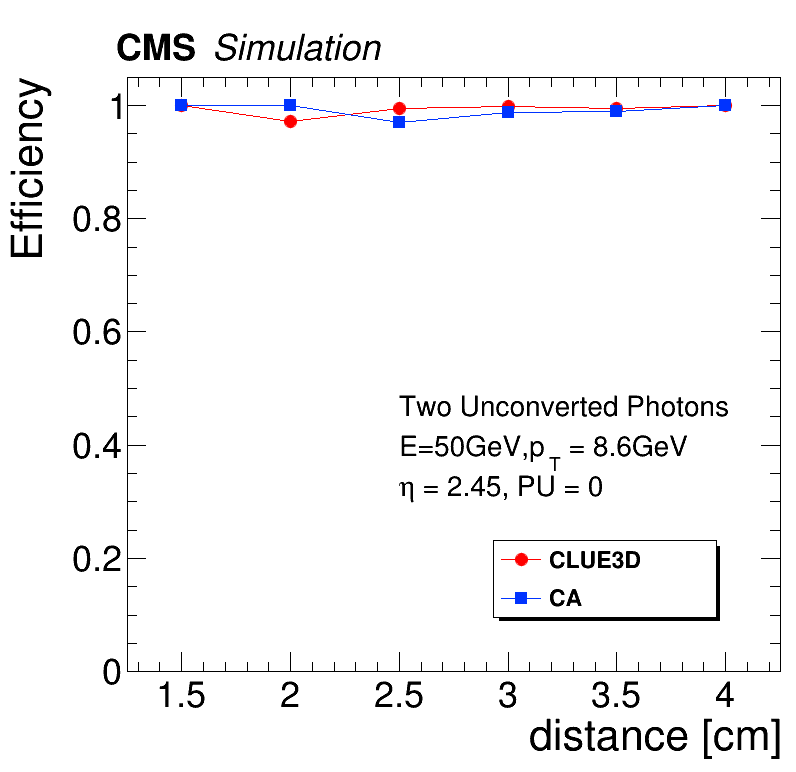 CMS Simulation
Efficiency
1
0.8
0.6
0.4
0.2
0
Two Unconverted Photons
E=50GeV,p_T = 8.6GeV
η = 2.45, PU = 0
CLUE3D
CA
1.5 2 2.5 3 3.5 4
distance [cm]